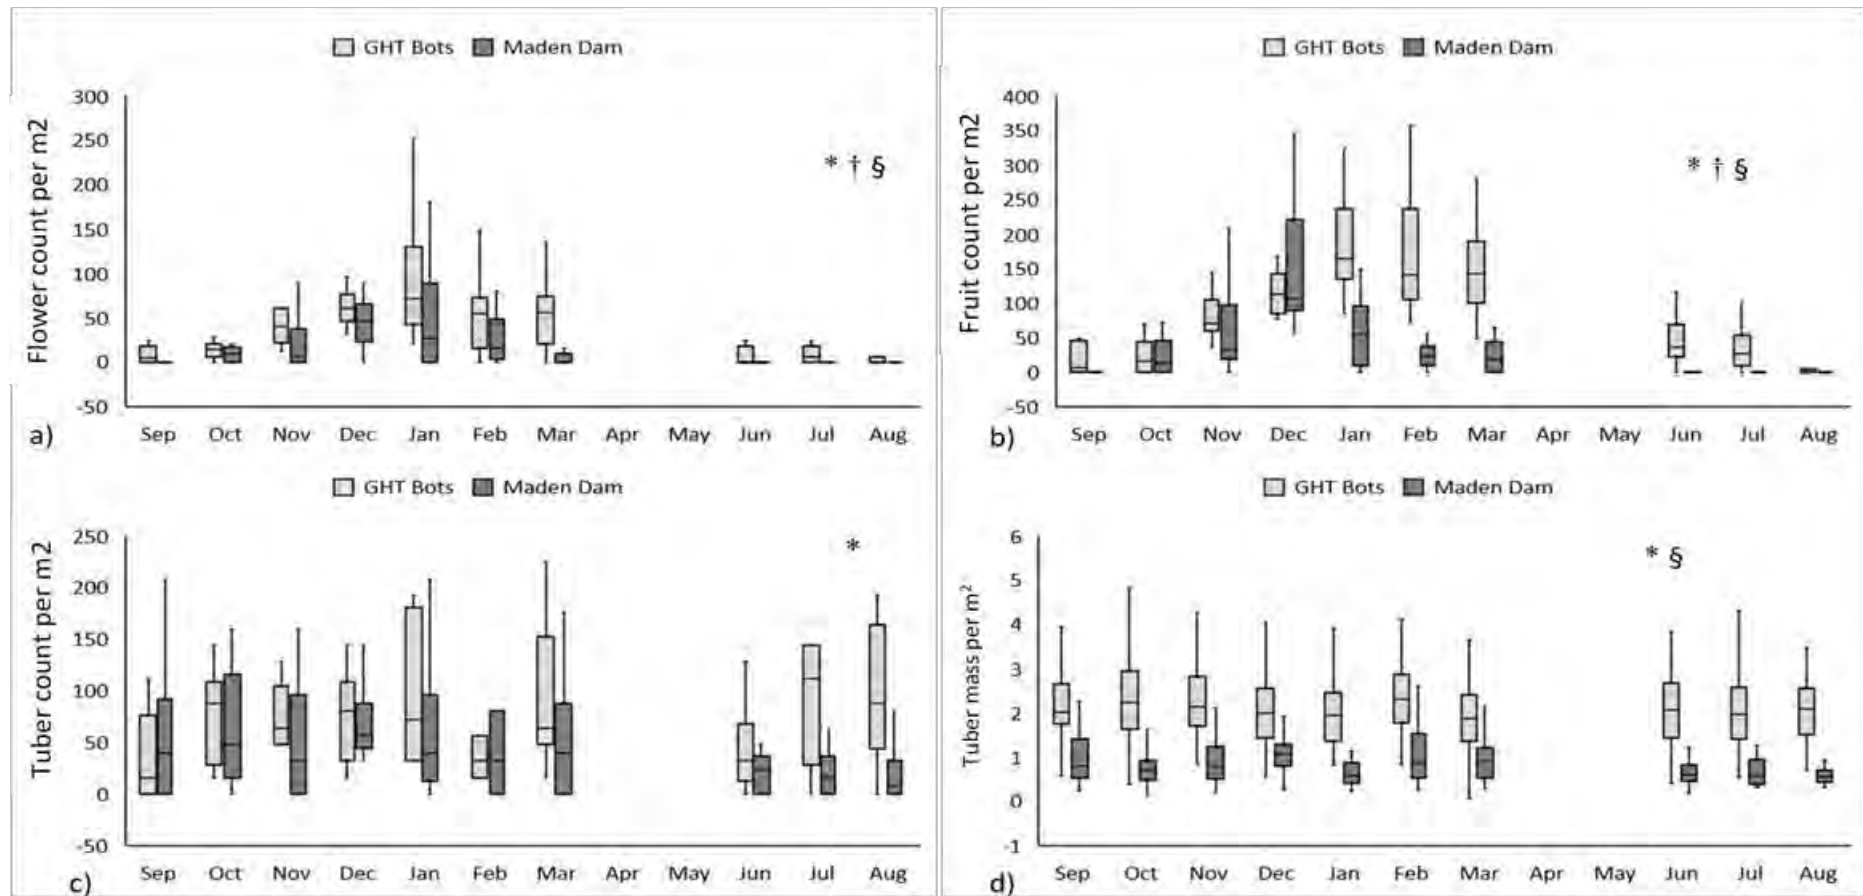 GHT Bots Maden Dam
Flower count per m2
300
250
200
150
100
50
0
-50
* † §
a)
Sep Oct Nov Dec Jan Feb Mar Apr May Jun Jul Aug
GHT Bots Maden Dam
Fruit count per m2
400
350
300
250
200
150
100
50
0
-50
* † §
b)
Sep Oct Nov Dec Jan Feb Mar Apr May Jun Jul Aug
GHT Bots Maden Dam
Tuber count per m2
250
200
150
100
50
0
-50
*
c)
Sep Oct Nov Dec Jan Feb Mar Apr May Jun Jul Aug
GHT Bots Maden Dam
Tuber mass per m²
6
5
4
3
2
1
0
-1
* §
d)
Sep Oct Nov Dec Jan Feb Mar Apr May Jun Jul Aug